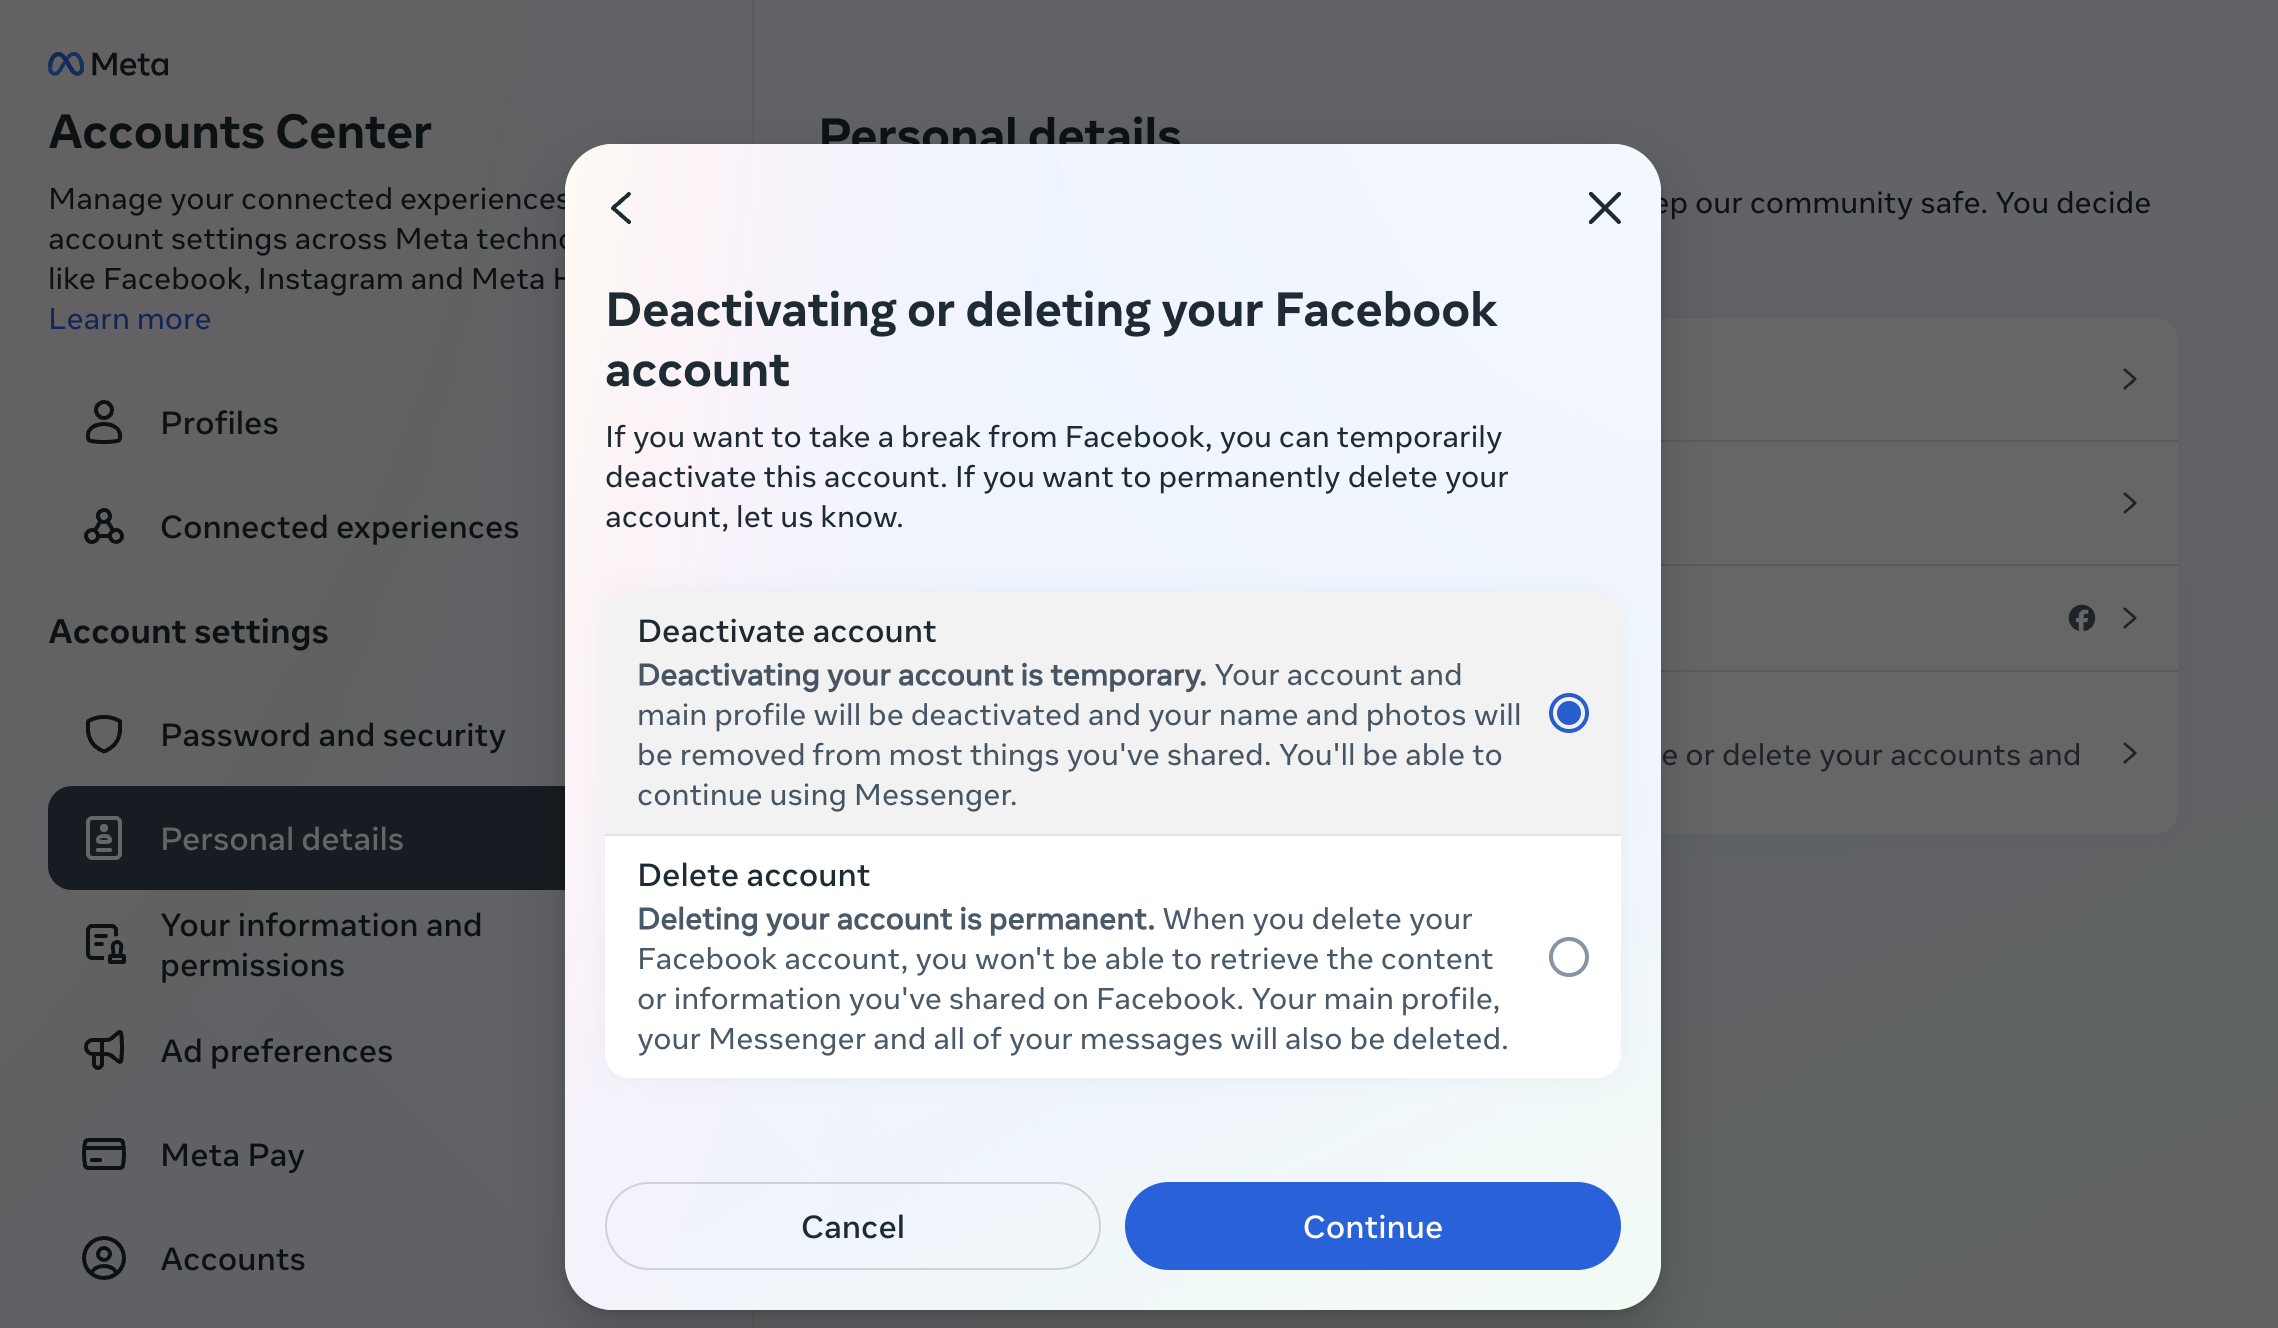 Meta
Accounts Center
Manage your connected experiences
account settings across Meta
like Facebook, Instagram and Meta
Learn more
Profiles
Connected experiences
Account settings
Password and security
Personal details
Your information and
permissions
Ad preferences
Meta Pay
Accounts
Personal details
our community safe. You decide
or delete your accounts and
Deactivating or deleting your Facebook
account
If you want to take a break from Facebook, you can temporarily
deactivate this account. If you want to permanently delete your
account, let us know.
Deactivate account
Deactivating your account is temporary. Your account and
main profile will be deactivated and your name and photos will
be removed from most things you've shared. You'll be able to
continue using Messenger.
Delete account
Deleting your account is permanent. When you delete your
Facebook account, you won't be able to retrieve the content
or information you've shared on Facebook. Your main profile,
your Messenger and all of your messages will also be deleted.
Cancel
Continue